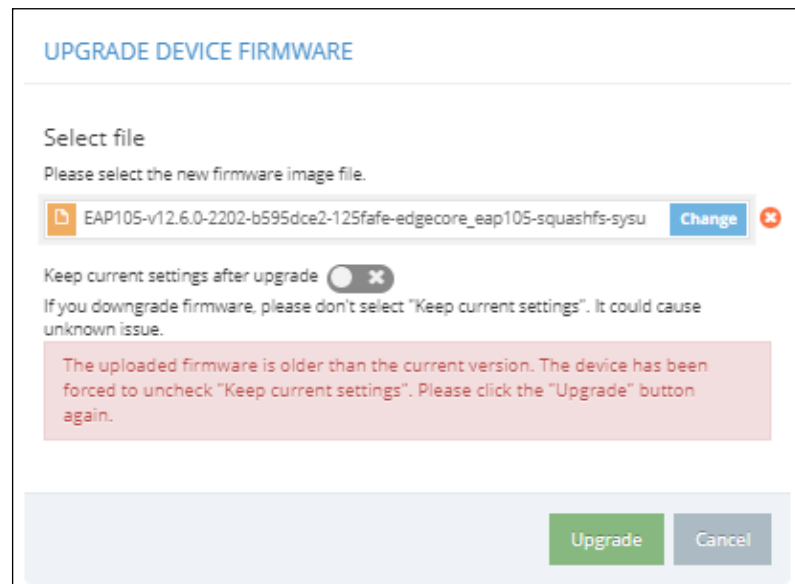 UPGRADE DEVICE FIRMWARE
Select file
Please select the new firmware image file.
EAP105-v12.6.0-2202-b595dce2-125fafe-edgecore_eap105-squashfs-sysu
Change
Keep current settings after upgrade
If you downgrade firmware, please don't select "Keep current settings". It could cause
unknown issue.
The uploaded firmware is older than the current version. The device has been
forced to uncheck "Keep current settings". Please click the "Upgrade" button
again.
Upgrade
Cancel